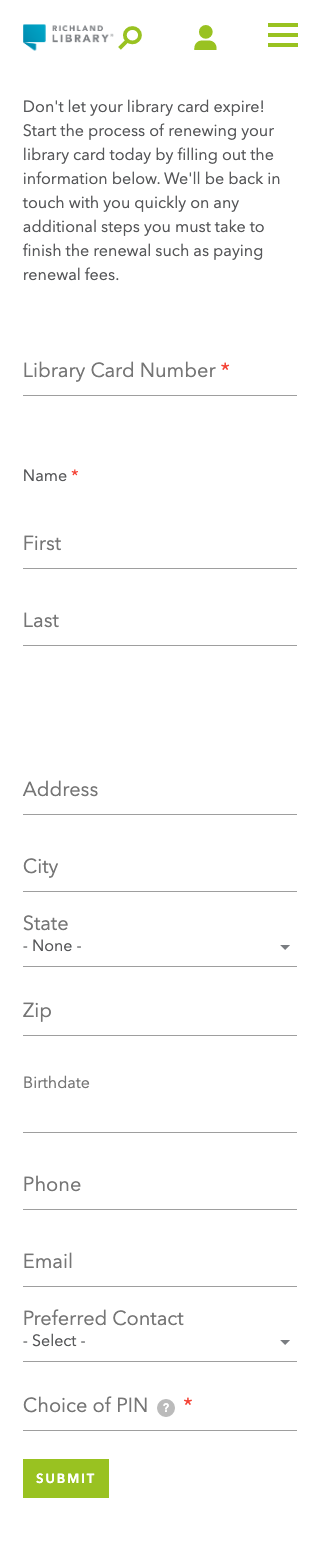 RICHLAND
LIBRARY
Don't let your library card expire!
Start the process of renewing your
library card today by filling out the
information below. We'll be back in
touch with you quickly on any
additional steps you must take to
finish the renewal such as paying
renewal fees.
Library Card Number *
Name *
First
Last
Address
City
State
- None -
Zip
Birthdate
Phone
Email
Preferred Contact
- Select -
Choice of PIN ? *
SUBMIT